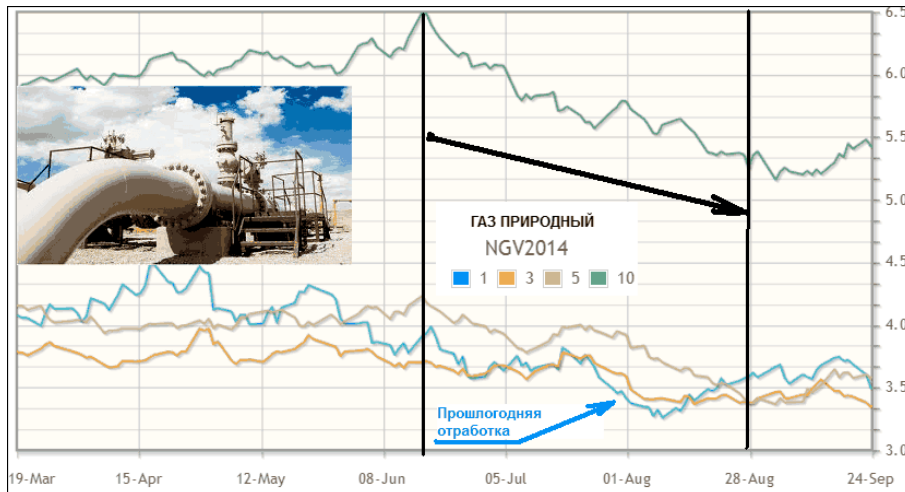 6.5
6.0
5.5
5.0
ГАЗ ПРИРОДНЫЙ
NGV2014
1 3 5 10
4.5
4.0
3.5
Прошлогодняя
отработка
3.0
19-Mar 15-Apr 12-May 08-Jun 05-Jul 01-Aug 28-Aug 24-Sep